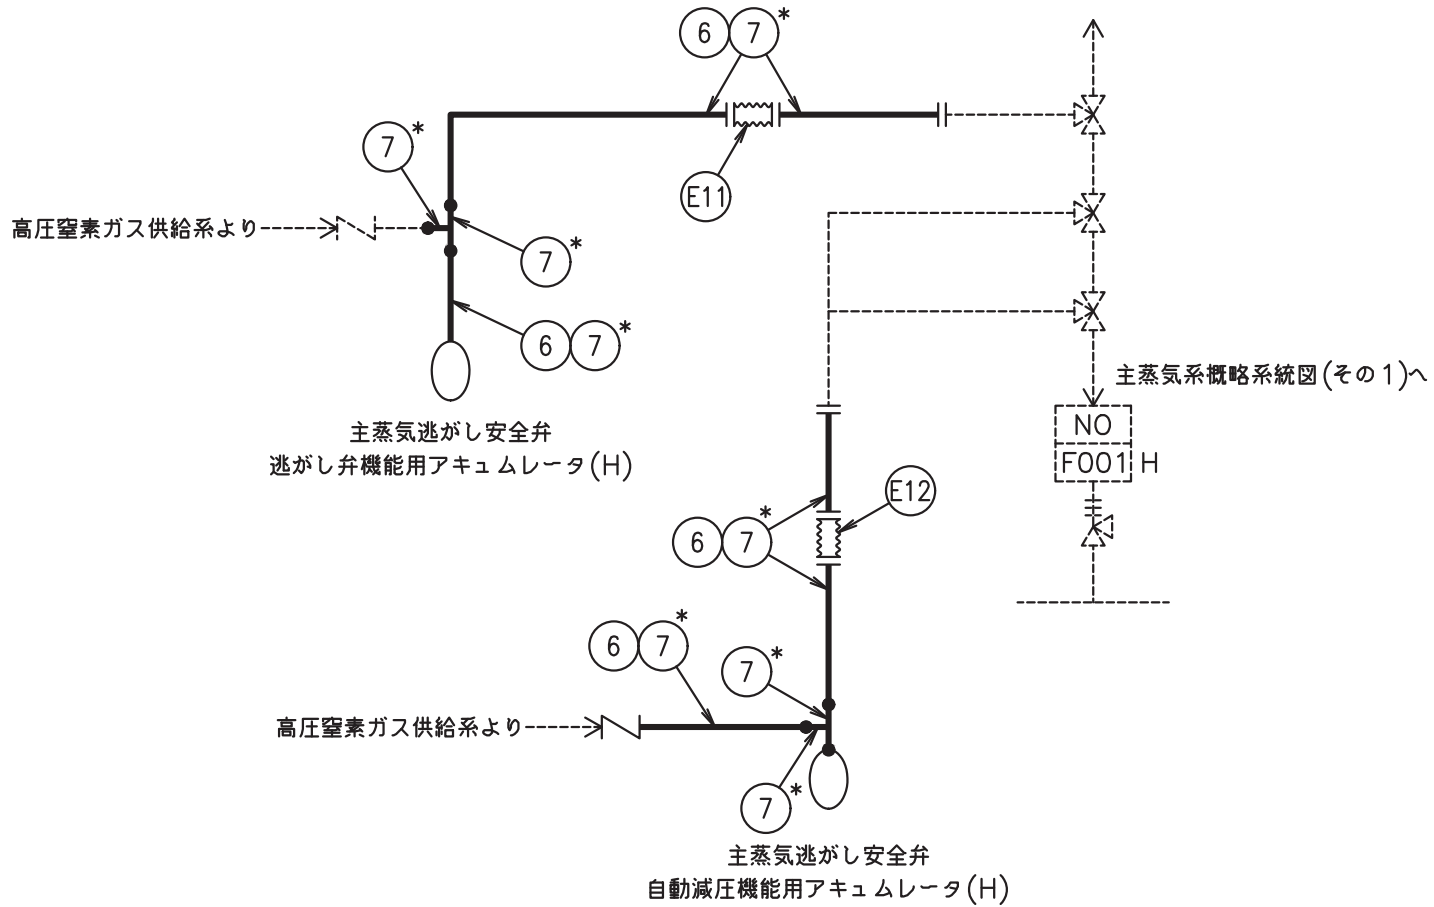 6 7*
7*
E11
高圧窒素ガス供給系より
7*
6 7*
主蒸気系概略系統図(その1)へ
NO
主蒸気逃がし安全弁
逃がし弁機能用アキュムレータ(H)
F001 H
E12
6 7*
6 7*
7*
高圧窒素ガス供給系より
7*
主蒸気逃がし安全弁
自動減圧機能用アキュムレータ(H)